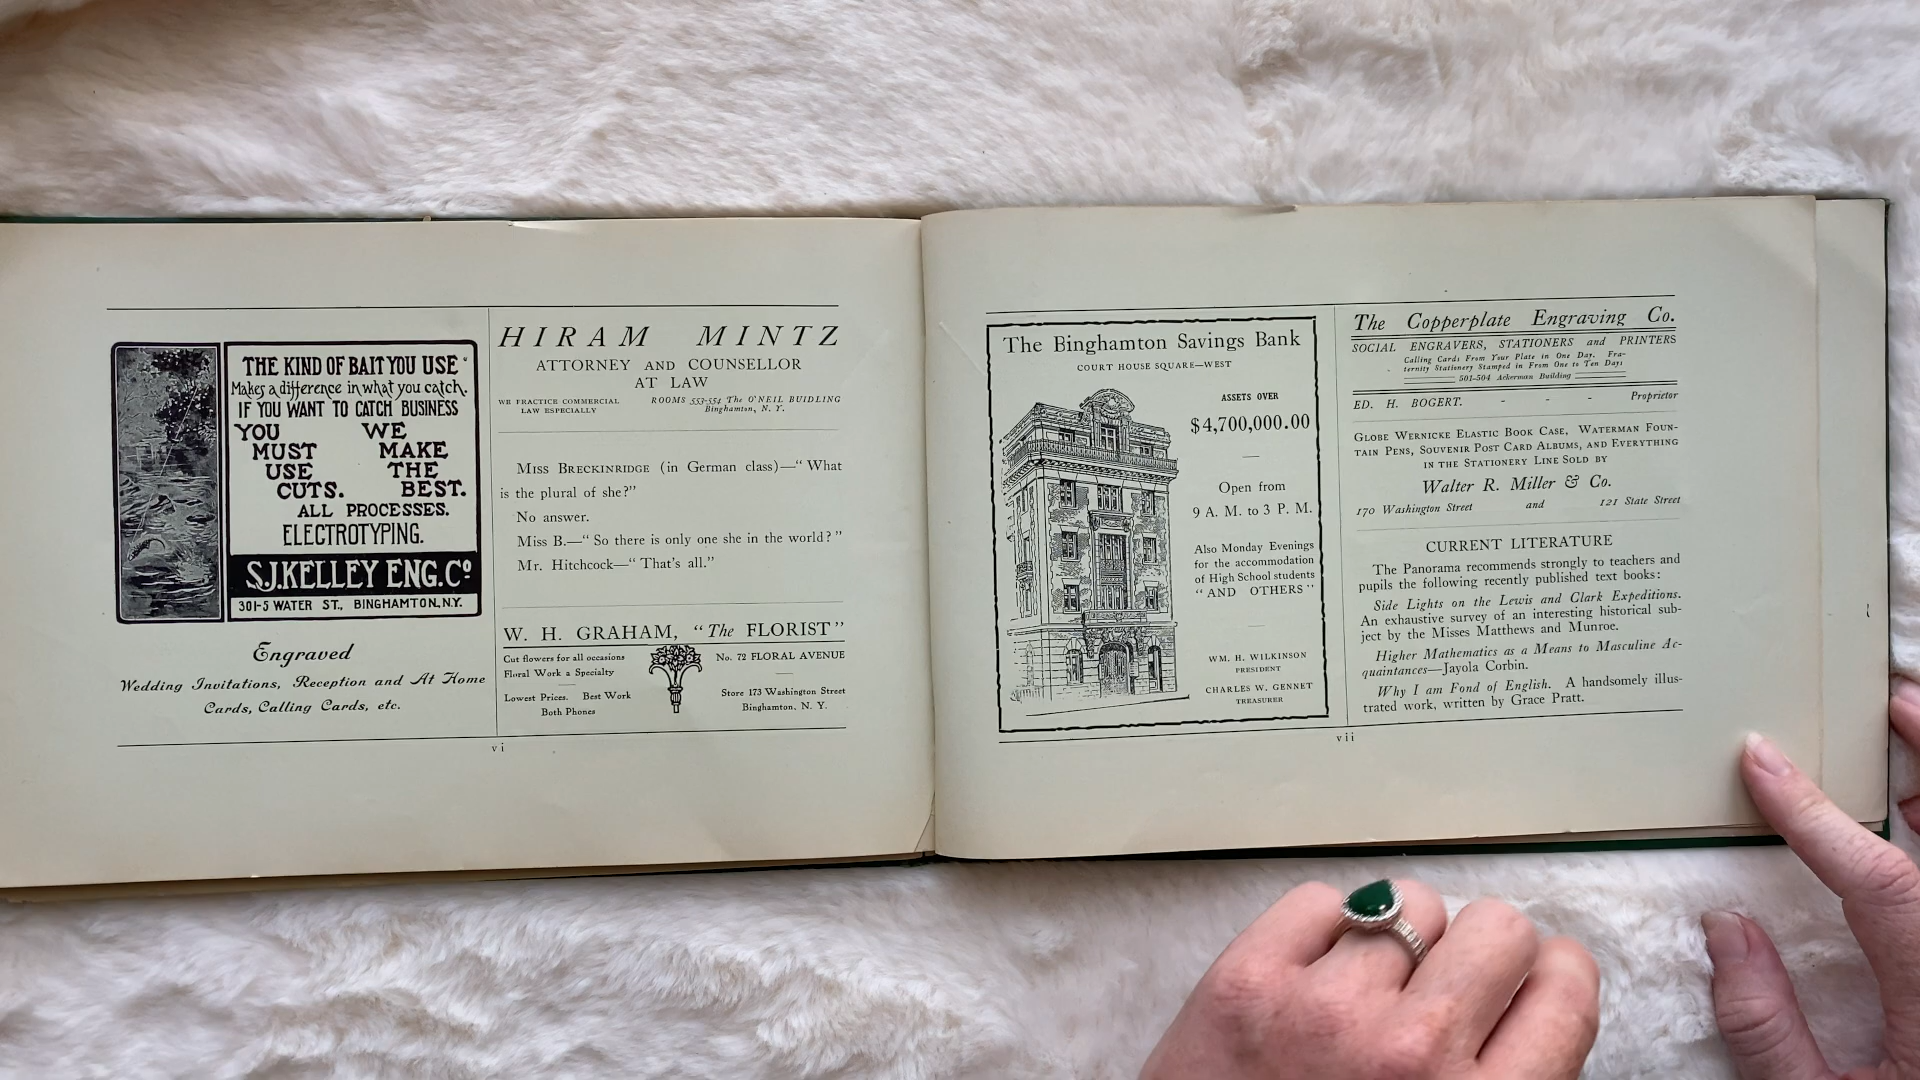 THE KIND OF BAIT YOU USE
Makes a difference in what you catch.
IF YOU WANT TO CATCH BUSINESS
YOU WE
MUST MAKE
USE THE
CUTS. BEST.
ALL PROCESSES.
ELECTROTYPING.
S.J. KELLEY ENG. Co
301-5 WATER ST., BINGHAMTON, N.Y.
Engraved
Wedding Invitations, Reception and At Home
Cards, Calling Cards, etc.
HIRAM MINTZ
ATTORNEY AND COUNSELLOR
AT LAW
WE PRACTICE COMMERCIAL
LAW ESPECIALLY
ROOMS 553-554 The O'NEIL BUIDLING
Binghamton, N. Y.
Miss Breckinridge (in German class)—“What
is the plural of she?”
No answer.
Miss B.—“So there is only one she in the world?”
Mr. Hitchcock—“That's all.”
W. H. GRAHAM, “The FLORIST”
Cut flowers for all occasions
Floral Work a Specialty
Lowest Prices. Best Work
Both Phones
No. 72 FLORAL AVENUE
Store 173 Washington Street
Binghamton, N. Y.
vi
The Binghamton Savings Bank
COURT HOUSE SQUARE—WEST
ASSETS OVER
$4,700,000.00
Open from
9 A. M. to 3 P. M.
Also Monday Evenings
for the accommodation
of High School students
“AND OTHERS”
WM. H. WILKINSON
PRESIDENT
CHARLES W. GENNET
TREASURER
The Copperplate Engraving Co.
SOCIAL ENGRAVERS, STATIONERS and PRINTERS
Calling Cards From Your Plate in One Day. Fra-
ternity Stationery Stamped in From One to Ten Days
501-504 Ackerman Building
ED. H. BOGERT. - - - Proprietor
Globe Wernicke Elastic Book Case, Waterman Foun-
tain Pens, Souvenir Post Card Albums, and Everything
in the Stationery Line Sold by
Walter R. Miller & Co.
170 Washington Street and 121 State Street
CURRENT LITERATURE
The Panorama recommends strongly to teachers and
pupils the following recently published text books:
Side Lights on the Lewis and Clark Expeditions.
An exhaustive survey of an interesting historical sub-
ject by the Misses Matthews and Munroe.
Higher Mathematics as a Means to Masculine Ac-
quaintances—Jayola Corbin.
Why I am Fond of English. A handsomely illus-
trated work, written by Grace Pratt.
vii